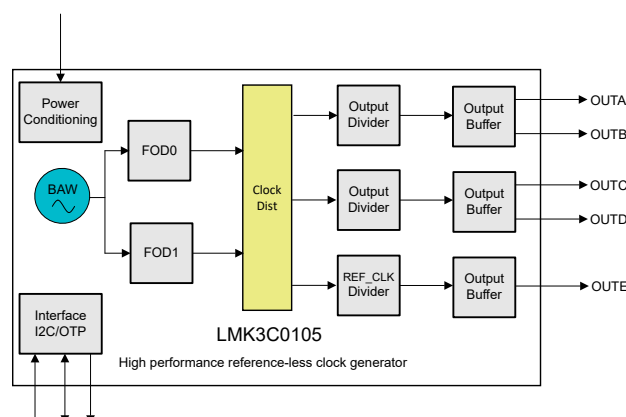 Power
Conditioning
BAW
FOD0
FOD1
Clock
Dist
Output
Divider
Output
Buffer
OUTA
OUTB
Output
Divider
Output
Buffer
OUTC
OUTD
REF_CLK
Divider
Output
Buffer
OUTE
Interface
I2C/OTP
LMK3C0105
High performance reference-less clock generator